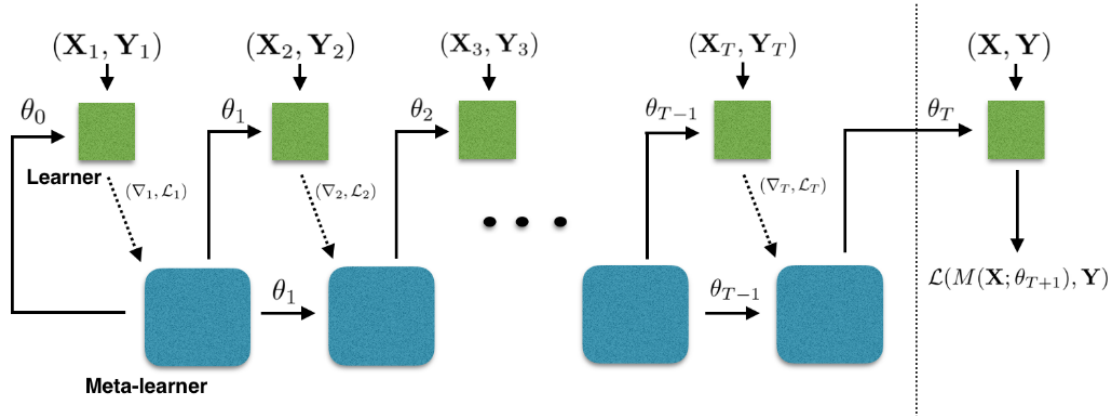 (X₁, Y₁) (X₂, Y₂) (X₃, Y₃) (X_T, Y_T) (X, Y)
θ₀ θ₁ θ₂ θ_{T−1} θ_T
Learner
(∇₁, ℒ₁) (∇₂, ℒ₂) (∇_T, ℒ_T)
• • •
θ₁ θ_{T−1} ℒ(M(X; θ_{T+1}), Y)
Meta-learner